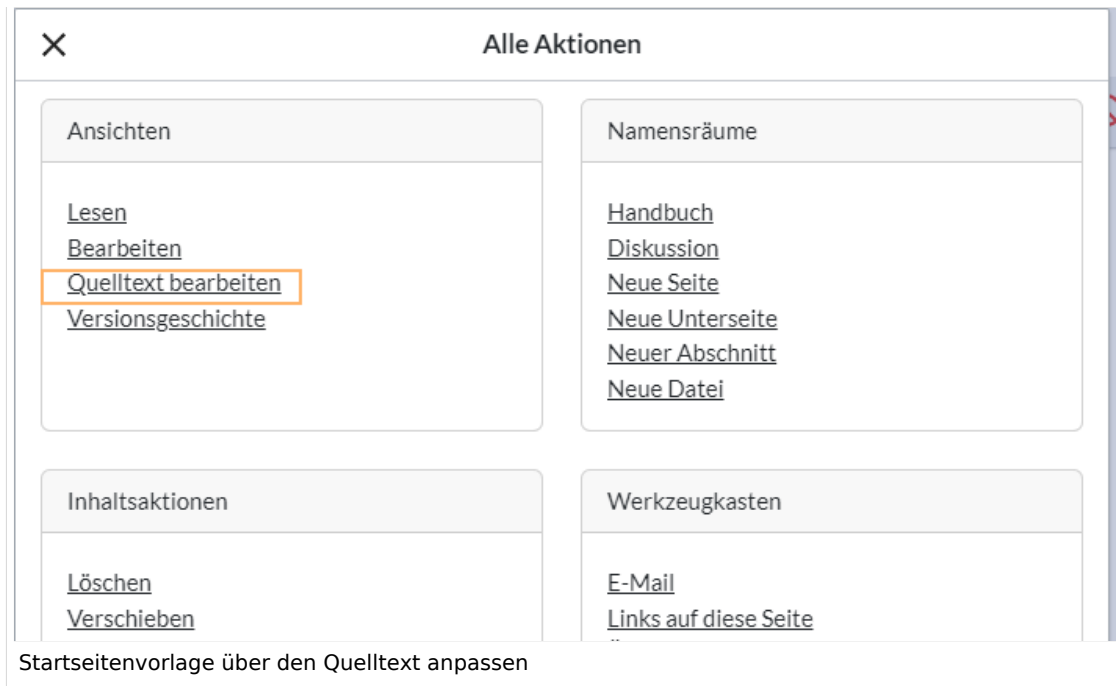 Alle Aktionen
Ansichten
Lesen
Bearbeiten
Quelltext bearbeiten
Versionsgeschichte
Namensräume
Handbuch
Diskussion
Neue Seite
Neue Unterseite
Neuer Abschnitt
Neue Datei
Inhaltsaktionen
Löschen
Verschieben
Werkzeugkasten
E-Mail
Links auf diese Seite
Startseitenvorlage über den Quelltext anpassen